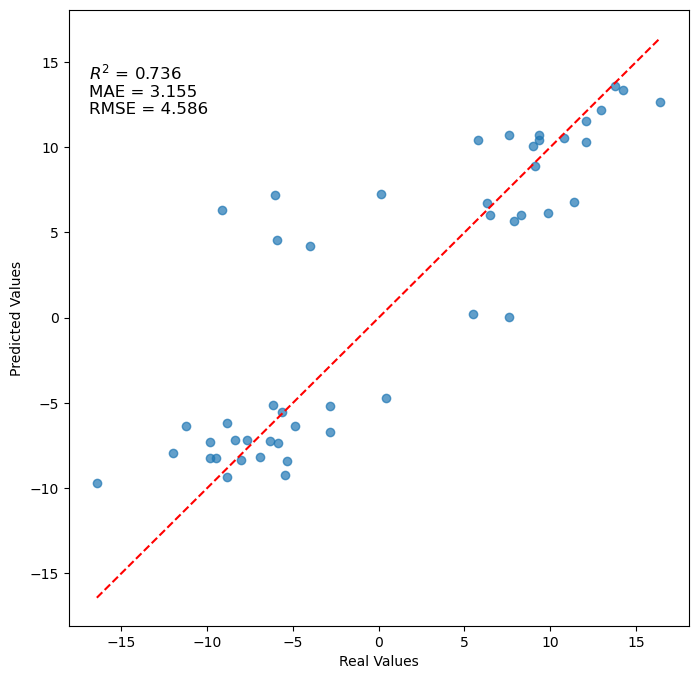 R² = 0.736
MAE = 3.155
RMSE = 4.586
Predicted Values
15
10
5
0
−5
−10
−15
−15 −10 −5 0 5 10 15
Real Values